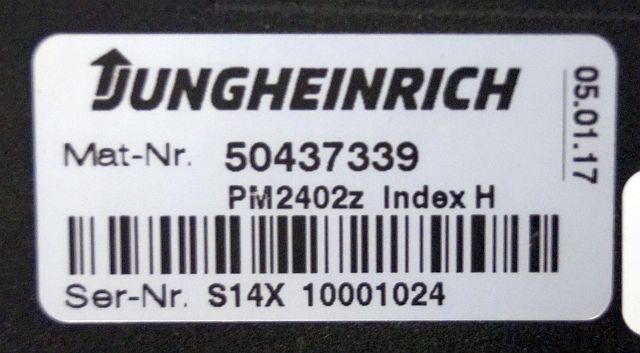 JUNGHEINRICH
05.01.17
Mat-Nr. 50437339
PM2402z Index H
Ser-Nr. S14X 10001024